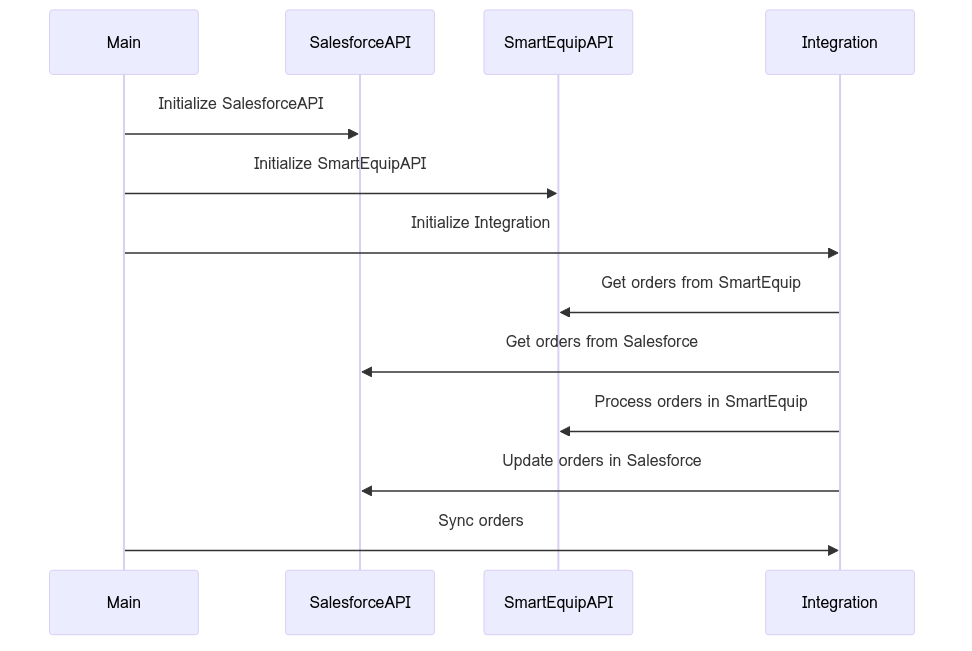 Main
SalesforceAPI
SmartEquipAPI
Integration
Initialize SalesforceAPI
Initialize SmartEquipAPI
Initialize Integration
Get orders from SmartEquip
Get orders from Salesforce
Process orders in SmartEquip
Update orders in Salesforce
Sync orders
Main
SalesforceAPI
SmartEquipAPI
Integration